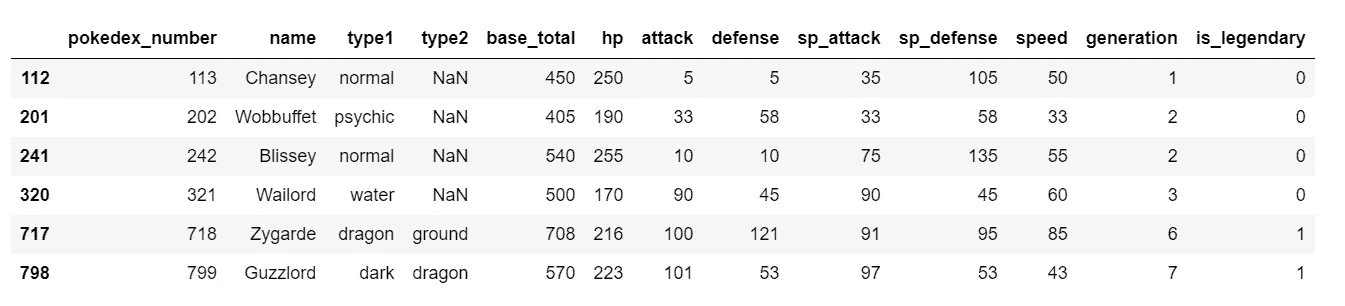 pokedex_number name type1 type2 base_total hp attack defense sp_attack sp_defense speed generation is_legendary
112 113 Chansey normal NaN 450 250 5 5 35 105 50 1 0
201 202 Wobbuffet psychic NaN 405 190 33 58 33 58 33 2 0
241 242 Blissey normal NaN 540 255 10 10 75 135 55 2 0
320 321 Wailord water NaN 500 170 90 45 90 45 60 3 0
717 718 Zygarde dragon ground 708 216 100 121 91 95 85 6 1
798 799 Guzzlord dark dragon 570 223 101 53 97 53 43 7 1